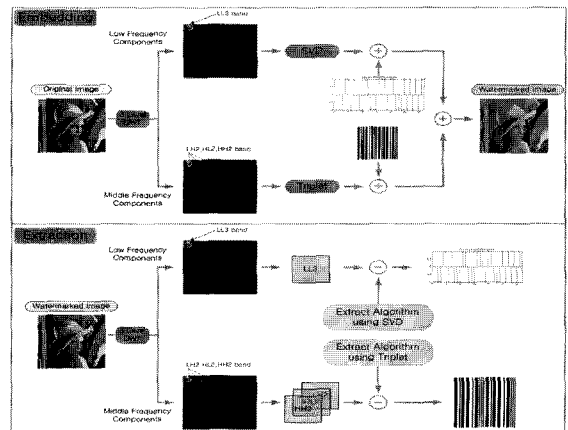 Embedding
LL3 band
Low Frequency
Components
SVD
Original Image
Watermarked Image
DWT
LH2,HL2,HH2 band
Triplet
Middle Frequency
Components
Extraction
LL3 band
Low Frequency
Components
LL3
Watermarked Image
Extract Algorithm
using SVD
DWT
Extract Algorithm
using Triplet
LH2,HL2,HH2 band
HH2
Middle Frequency
Components